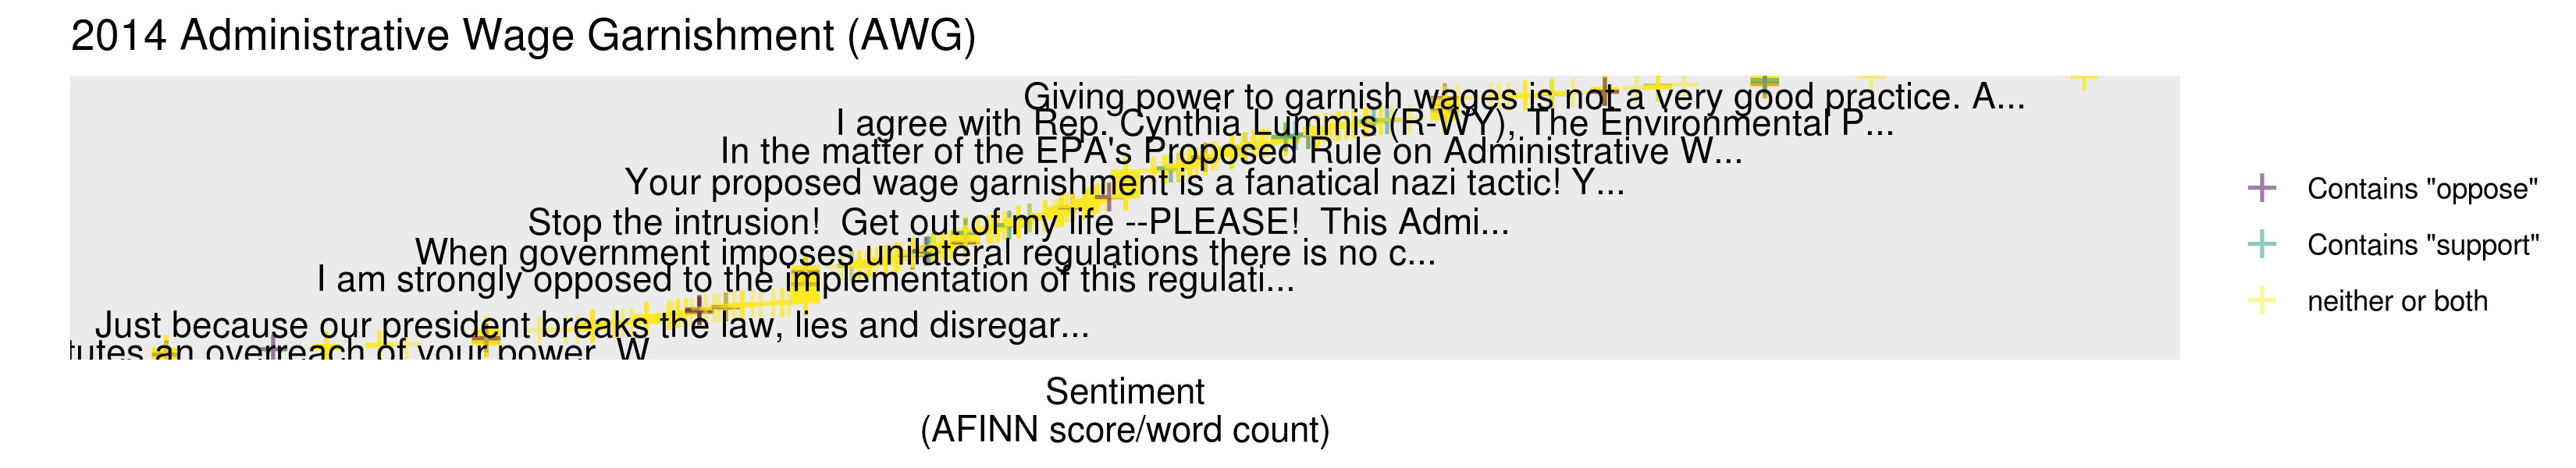 2014 Administrative Wage Garnishment (AWG)
Giving power to garnish wages is not a very good practice. A...
I agree with Rep. Cynthia Lummis (R-WY), The Environmental P...
In the matter of the EPA's Proposed Rule on Administrative W...
Your proposed wage garnishment is a fanatical nazi tactic! Y...
Stop the intrusion!  Get out of my life --PLEASE!  This Admi...
When government imposes unilateral regulations there is no c...
I am strongly opposed to the implementation of this regulati...
Just because our president breaks the law, lies and disregar...
tutes an overreach of your power. W
Sentiment
(AFINN score/word count)
Contains "oppose"
Contains "support"
neither or both